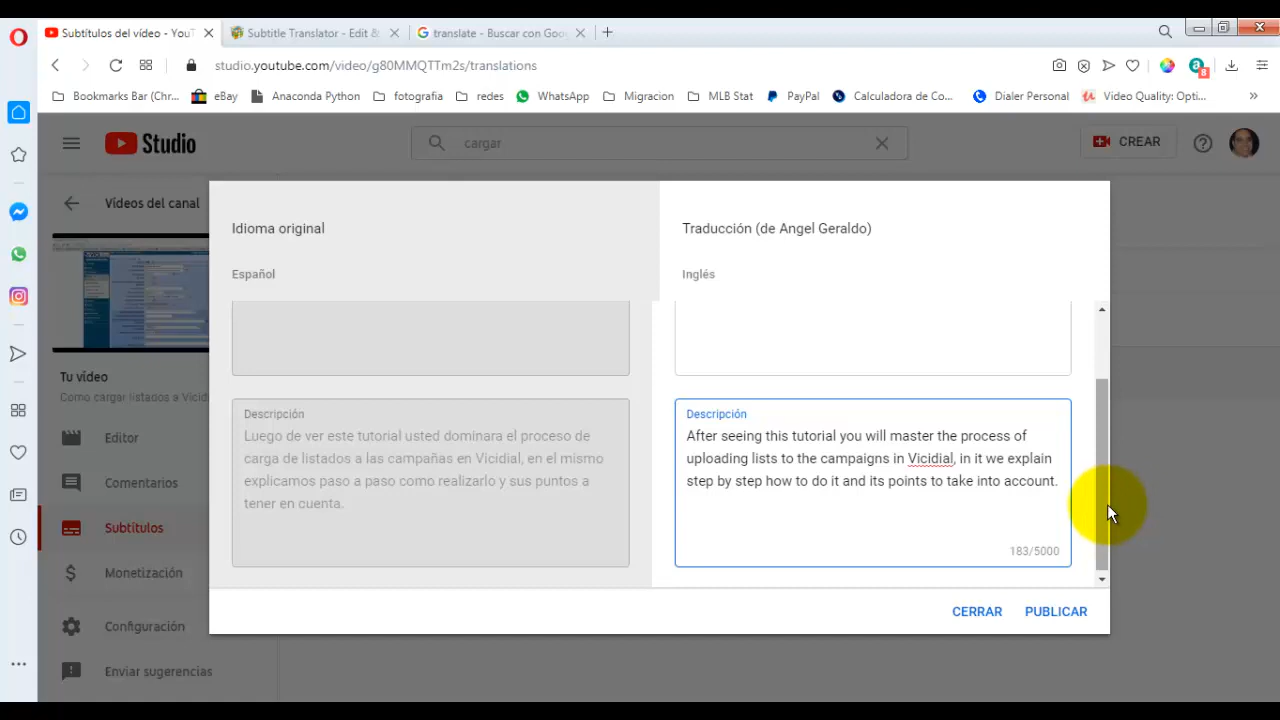 Subtítulos del vídeo - YouT
Subtitle Translator - Edit &
translate - Buscar con Goo
studio.youtube.com/video/g80MMQTTm2s/translations
8
Bookmarks Bar (Chr...
eBay
Anaconda Python
fotografia
redes
WhatsApp
Migracion
MLB Stat
PayPal
Calculadora de Co...
Dialer Personal
Video Quality: Opti...
Studio
cargar
CREAR
Vídeos del canal
Idioma original
Traducción (de Angel Geraldo)
Español
Inglés
Tu vídeo
Como cargar listados a Vicid
Editor
Comentarios
Subtítulos
Monetización
Configuración
Enviar sugerencias
Descripción
Luego de ver este tutorial usted dominara el proceso de
carga de listados a las campañas en Vicidial, en el mismo
explicamos paso a paso como realizarlo y sus puntos a
tener en cuenta.
Descripción
After seeing this tutorial you will master the process of
uploading lists to the campaigns in Vicidial, in it we explain
step by step how to do it and its points to take into account.
183/5000
CERRAR
PUBLICAR